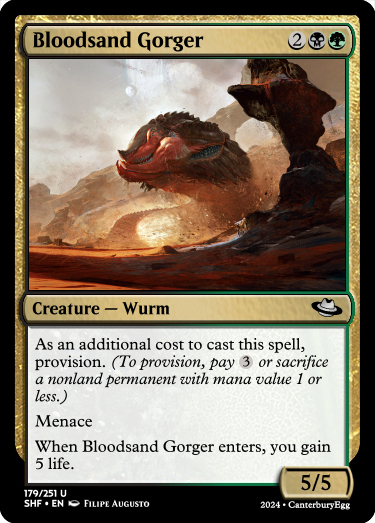 Bloodsand Gorger 2
Creature — Wurm
As an additional cost to cast this spell,
provision. (To provision, pay 3 or sacrifice
a nonland permanent with mana value 1 or
less.)
Menace
When Bloodsand Gorger enters, you gain
5 life.
5/5
179/251 U
SHF • EN Filipe Augusto
2024 • CanterburyEgg